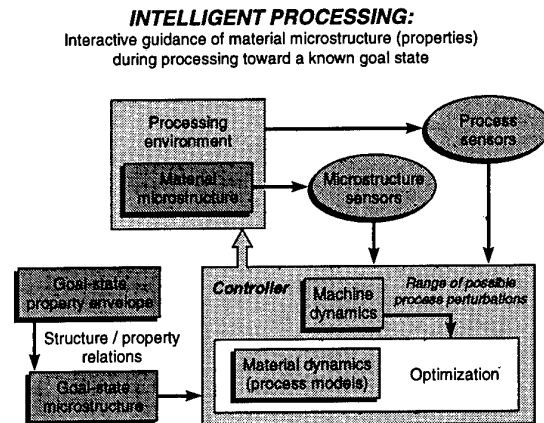 INTELLIGENT PROCESSING:
Interactive guidance of material microstructure (properties)
during processing toward a known goal state
Processing
environment
Material
microstructure
Process
sensors
Microstructure
sensors
Goal-state
property envelope
Structure / property
relations
Goal-state
microstructure
Controller
Machine
dynamics
Range of possible
process perturbations
Material dynamics
(process models)
Optimization